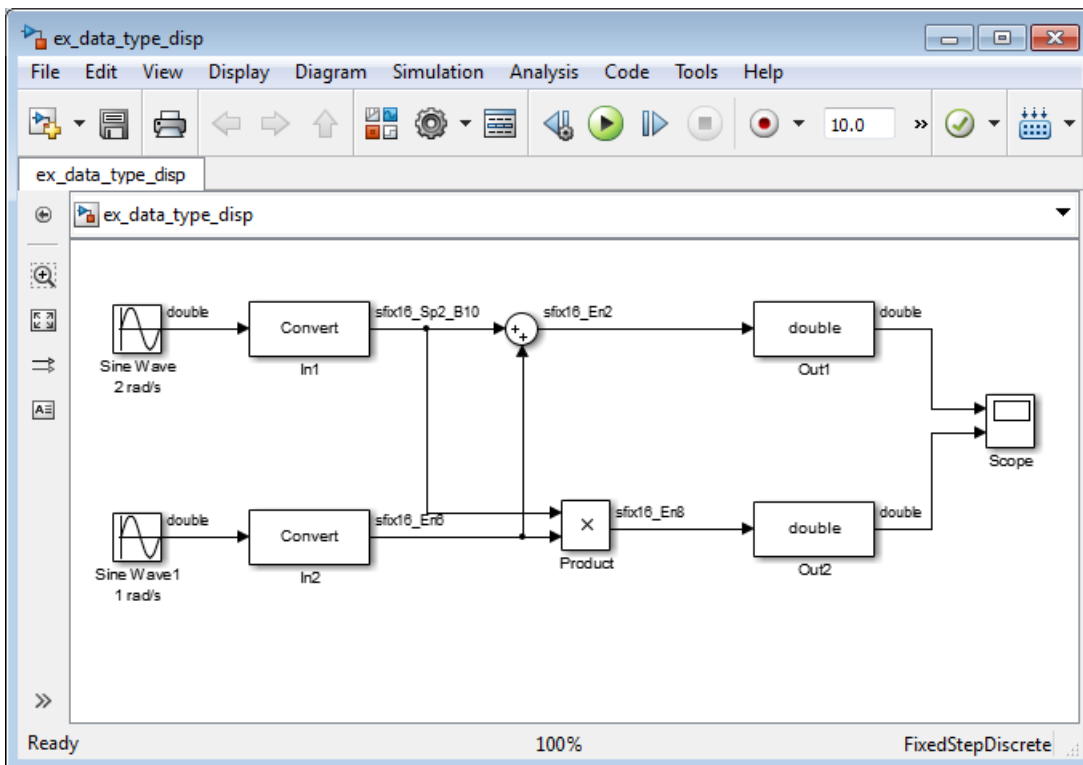 ex_data_type_disp
File Edit View Display Diagram Simulation Analysis Code Tools Help
10.0 »
ex_data_type_disp
ex_data_type_disp
double sfix16_Sp2_B10 sfix16_En2 double
Convert ++ double
Sine Wave In1 Out1
2 rad/s
Scope
double sfix16_En6 sfix16_En8 double
Convert × double
Sine Wave1 In2 Product Out2
1 rad/s
Ready 100% FixedStepDiscrete